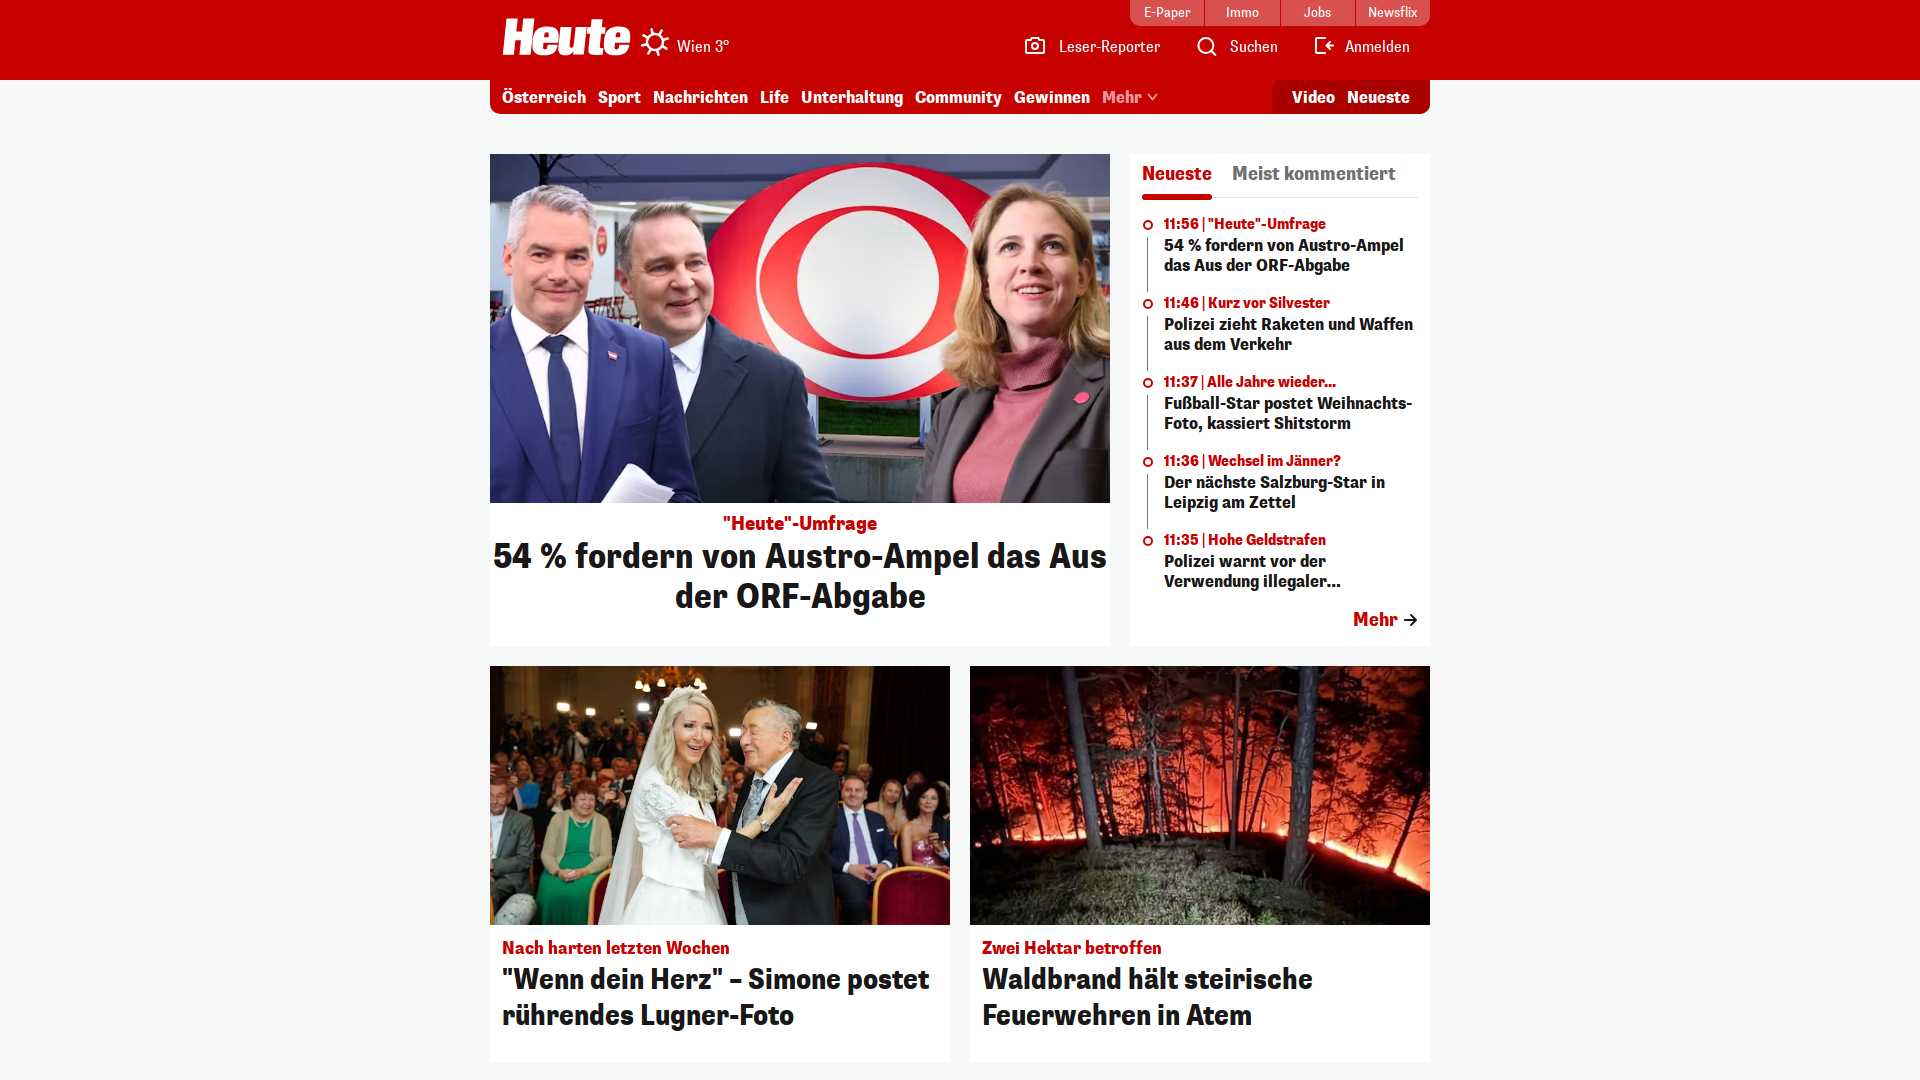 E-Paper
Immo
Jobs
Newsflix
Heute
Wien 3°
Leser-Reporter
Suchen
Anmelden
Österreich
Sport
Nachrichten
Life
Unterhaltung
Community
Gewinnen
Mehr
Video
Neueste
"Heute"-Umfrage
54 % fordern von Austro-Ampel das Aus
der ORF-Abgabe
Neueste
Meist kommentiert
11:56 | "Heute"-Umfrage
54 % fordern von Austro-Ampel
das Aus der ORF-Abgabe
11:46 | Kurz vor Silvester
Polizei zieht Raketen und Waffen
aus dem Verkehr
11:37 | Alle Jahre wieder...
Fußball-Star postet Weihnachts-
Foto, kassiert Shitstorm
11:36 | Wechsel im Jänner?
Der nächste Salzburg-Star in
Leipzig am Zettel
11:35 | Hohe Geldstrafen
Polizei warnt vor der
Verwendung illegaler...
Mehr
Nach harten letzten Wochen
"Wenn dein Herz" – Simone postet
rührendes Lugner-Foto
Zwei Hektar betroffen
Waldbrand hält steirische
Feuerwehren in Atem